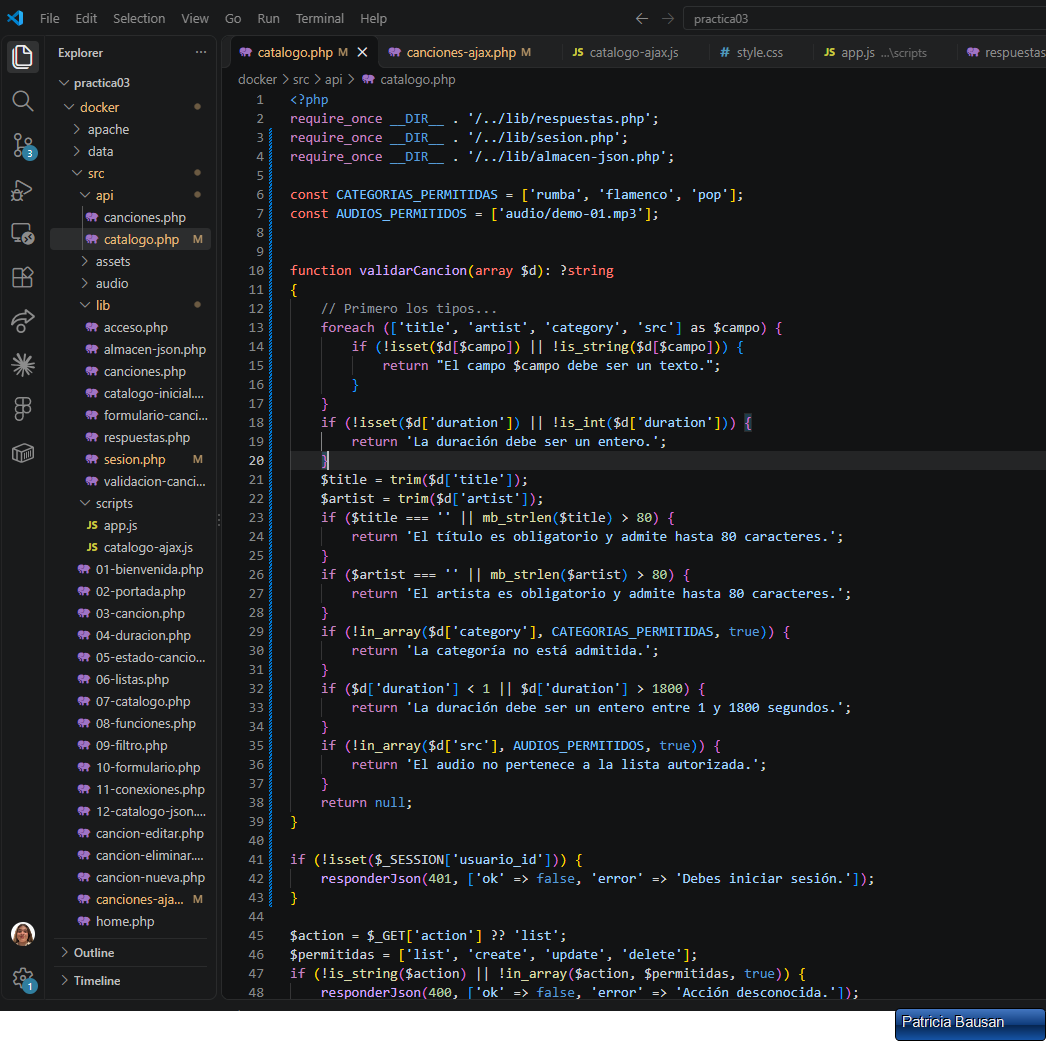 File Edit Selection View Go Run Terminal Help
practica03
Explorer
practica03
docker
apache
data
src
api
canciones.php
catalogo.php M
assets
audio
lib
acceso.php
almacen-json.php
canciones.php
catalogo-inicial....
formulario-canci...
respuestas.php
sesion.php M
validacion-canci...
scripts
JS app.js
JS catalogo-ajax.js
01-bienvenida.php
02-portada.php
03-cancion.php
04-duracion.php
05-estado-cancio...
06-listas.php
07-catalogo.php
08-funciones.php
09-filtro.php
10-formulario.php
11-conexiones.php
12-catalogo-json....
cancion-editar.php
cancion-eliminar....
cancion-nueva.php
canciones-aja... M
home.php
Outline
Timeline
3
1
catalogo.php M
canciones-ajax.php M
JS catalogo-ajax.js
# style.css
JS app.js ...\scripts
respuestas
docker > src > api > catalogo.php
1 <?php
2 require_once __DIR__ . '/../lib/respuestas.php';
3 require_once __DIR__ . '/../lib/sesion.php';
4 require_once __DIR__ . '/../lib/almacen-json.php';
5
6 const CATEGORIAS_PERMITIDAS = ['rumba', 'flamenco', 'pop'];
7 const AUDIOS_PERMITIDOS = ['audio/demo-01.mp3'];
8
9
10 function validarCancion(array $d): ?string
11 {
12 // Primero los tipos...
13 foreach (['title', 'artist', 'category', 'src'] as $campo) {
14 if (!isset($d[$campo]) || !is_string($d[$campo])) {
15 return "El campo $campo debe ser un texto.";
16 }
17 }
18 if (!isset($d['duration']) || !is_int($d['duration'])) {
19 return 'La duración debe ser un entero.';
20 }
21 $title = trim($d['title']);
22 $artist = trim($d['artist']);
23 if ($title === '' || mb_strlen($title) > 80) {
24 return 'El título es obligatorio y admite hasta 80 caracteres.';
25 }
26 if ($artist === '' || mb_strlen($artist) > 80) {
27 return 'El artista es obligatorio y admite hasta 80 caracteres.';
28 }
29 if (!in_array($d['category'], CATEGORIAS_PERMITIDAS, true)) {
30 return 'La categoría no está admitida.';
31 }
32 if ($d['duration'] < 1 || $d['duration'] > 1800) {
33 return 'La duración debe ser un entero entre 1 y 1800 segundos.';
34 }
35 if (!in_array($d['src'], AUDIOS_PERMITIDOS, true)) {
36 return 'El audio no pertenece a la lista autorizada.';
37 }
38 return null;
39 }
40
41 if (!isset($_SESSION['usuario_id'])) {
42 responderJson(401, ['ok' => false, 'error' => 'Debes iniciar sesión.']);
43 }
44
45 $action = $_GET['action'] ?? 'list';
46 $permitidas = ['list', 'create', 'update', 'delete'];
47 if (!is_string($action) || !in_array($action, $permitidas, true)) {
48 responderJson(400, ['ok' => false, 'error' => 'Acción desconocida.']);
Patricia Bausan